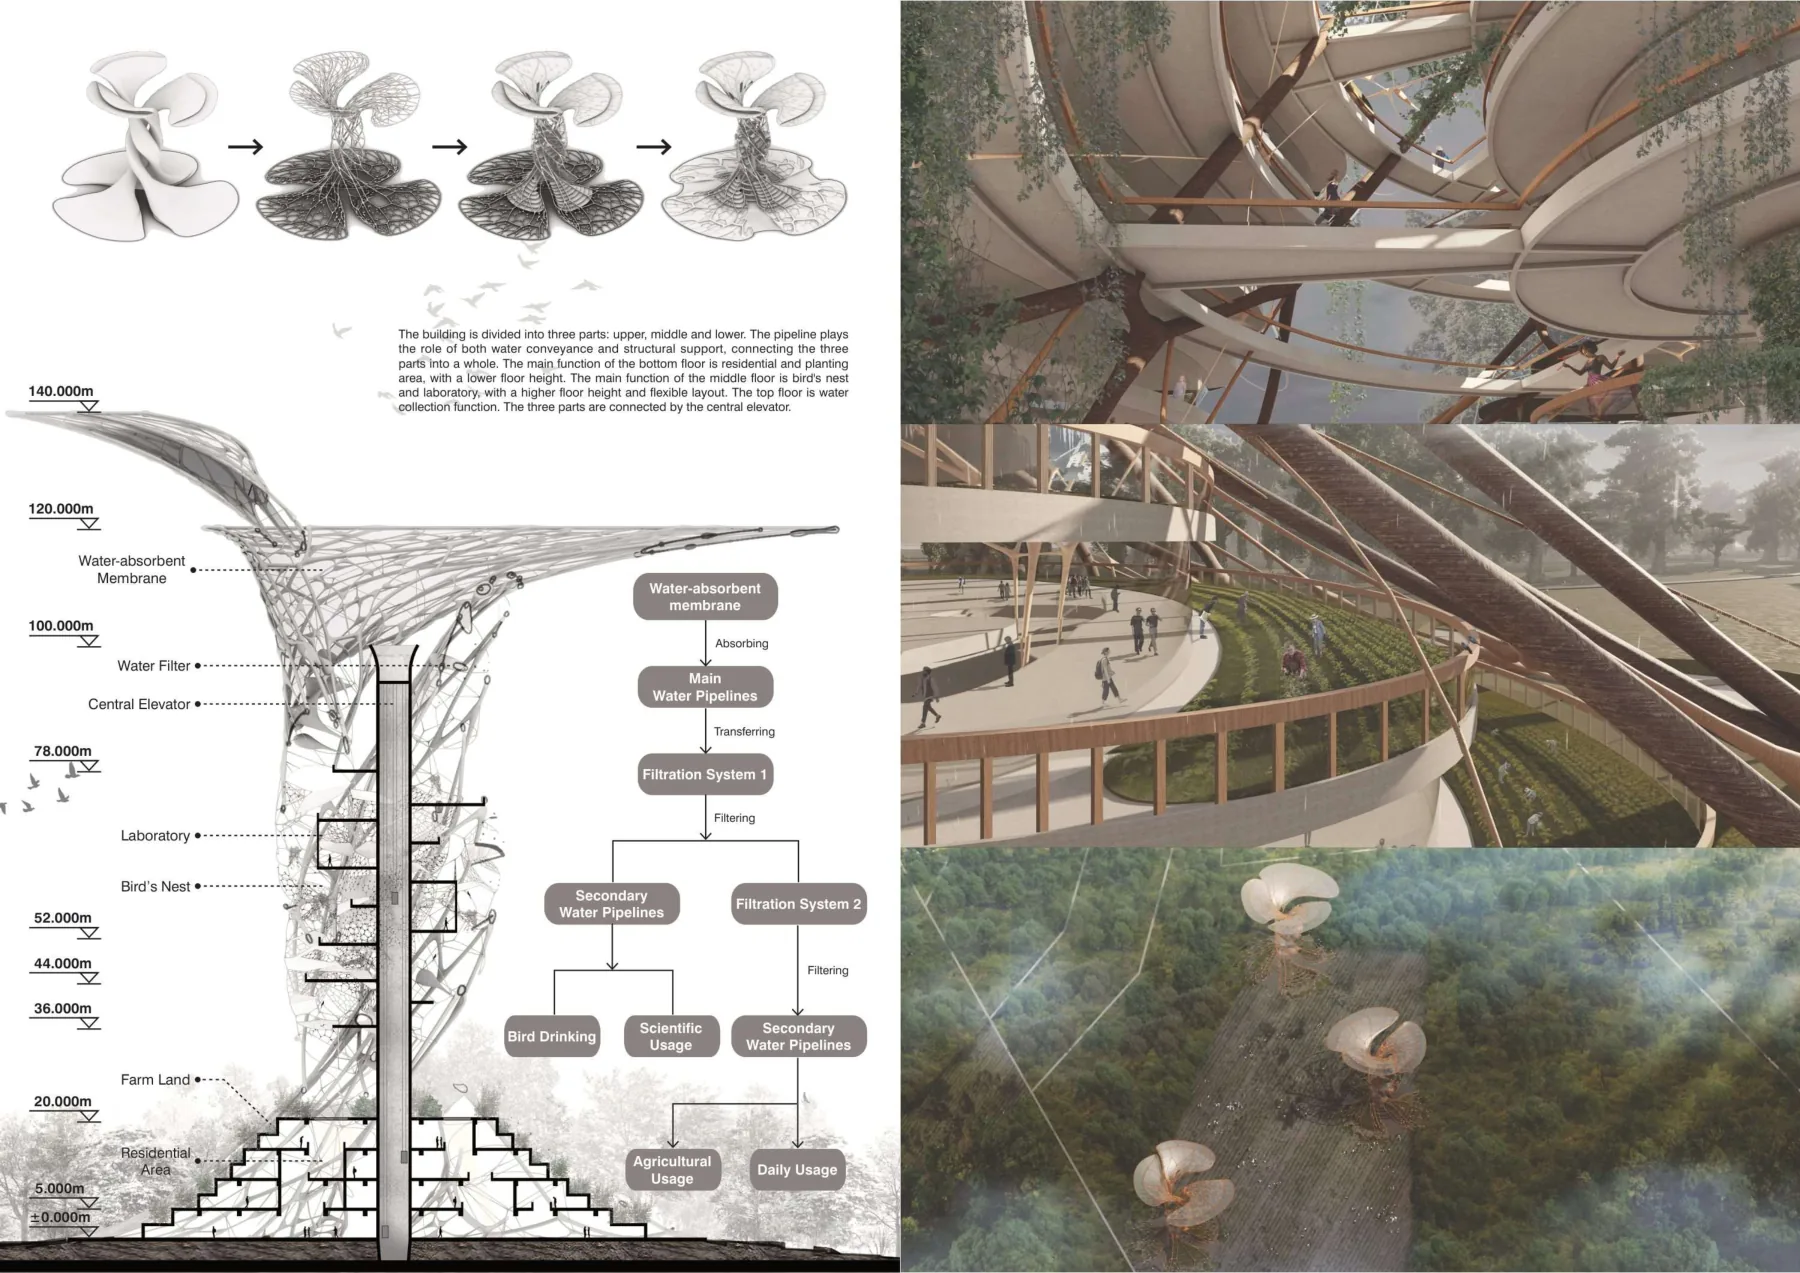 The building is divided into three parts: upper, middle and lower. The pipeline plays
the role of both water conveyance and structural support, connecting the three
parts into a whole. The main function of the bottom floor is residential and planting
area, with a lower floor height. The main function of the middle floor is bird's nest
and laboratory, with a higher floor height and flexible layout. The top floor is water
collection function. The three parts are connected by the central elevator.
140.000m
120.000m
Water-absorbent
Membrane
100.000m
Water Filter
Central Elevator
78.000m
Laboratory
Bird's Nest
52.000m
44.000m
36.000m
Farm Land
20.000m
Residential
Area
5.000m
±0.000m
Water-absorbent
membrane
Absorbing
Main
Water Pipelines
Transferring
Filtration System 1
Filtering
Secondary
Water Pipelines
Filtration System 2
Filtering
Bird Drinking
Scientific
Usage
Secondary
Water Pipelines
Agricultural
Usage
Daily Usage